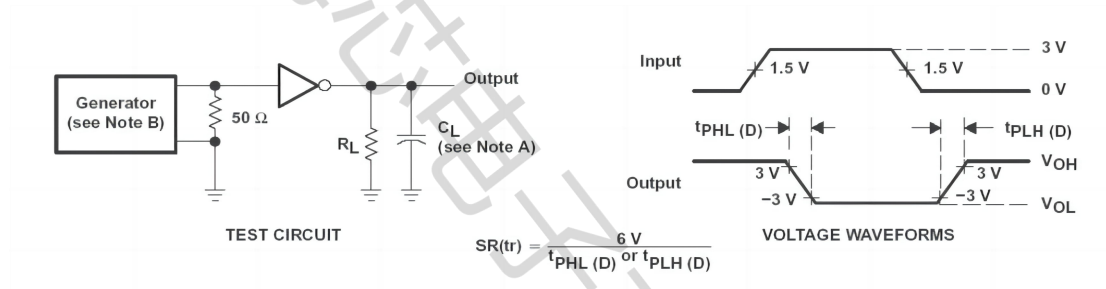 Generator
(see Note B)
50 Ω
Output
RL
CL
(see Note A)
TEST CIRCUIT
Input
3 V
1.5 V
1.5 V
0 V
tPHL (D)
tPLH (D)
Output
VOH
3 V
3 V
−3 V
−3 V
VOL
VOLTAGE WAVEFORMS
SR(tr) = 6 V / tPHL (D) or tPLH (D)